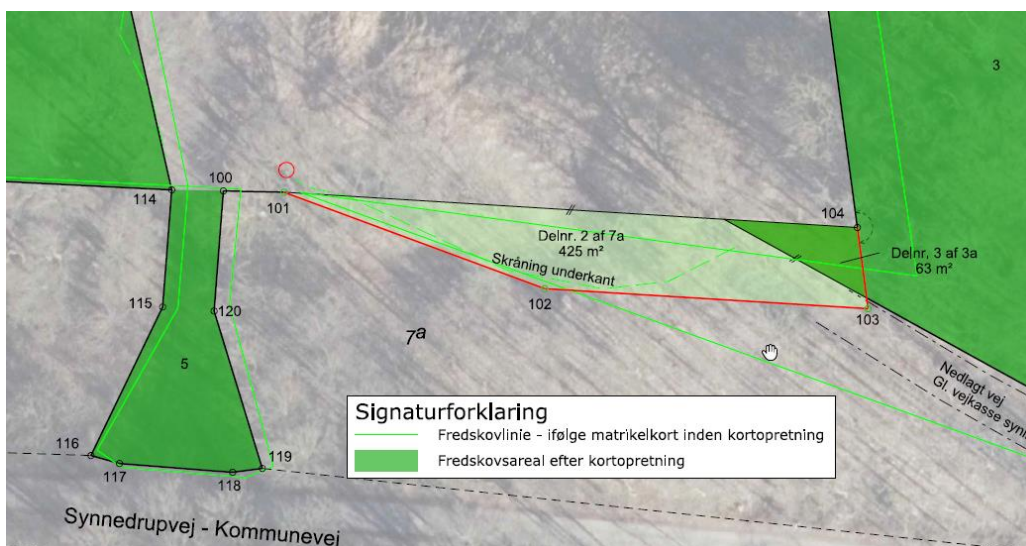 3
114
100
101
104
Delnr. 2 af 7a
425 m²
Delnr. 3 af 3a
63 m²
Skråning underkant
102
103
115
120
7a
5
Nedlagt vej
Gl. vejkasse
Signaturforklaring
Fredskovlinie - ifølge matrikelkort inden kortopretning
Fredskovsareal efter kortopretning
116
117
118
119
Synnedrupvej - Kommunevej